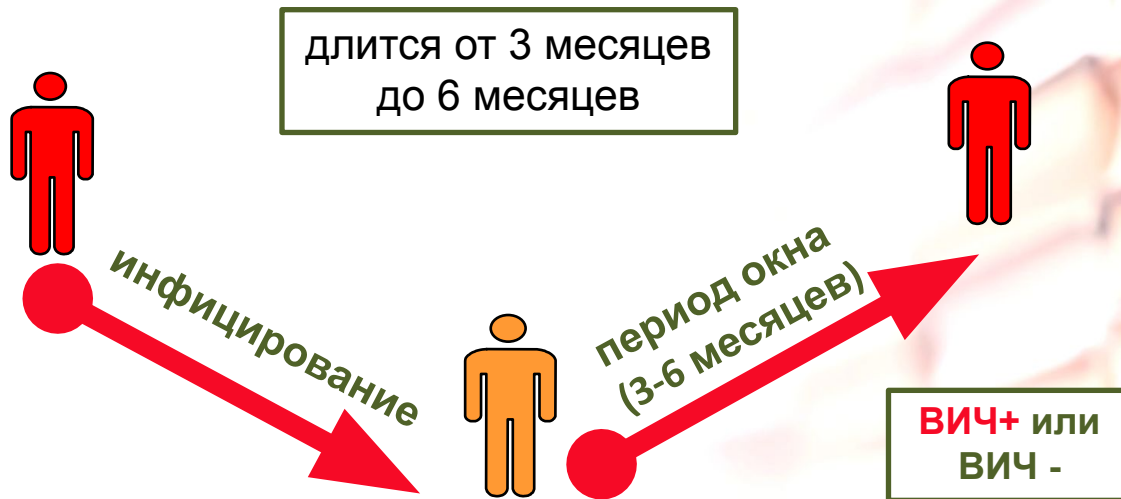 длится от 3 месяцев
до 6 месяцев
инфицирование
период окна
(3-6 месяцев)
ВИЧ+ или
ВИЧ -